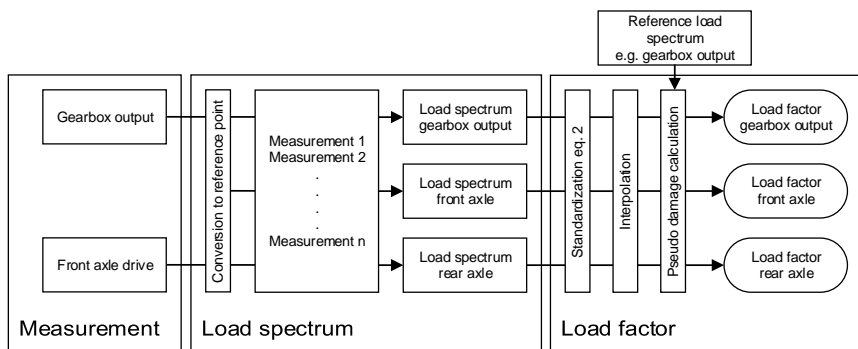 Reference load
spectrum
e.g. gearbox output
Gearbox output
Front axle drive
Measurement
Conversion to reference point
Measurement 1
Measurement 2
.
.
.
.
Measurement n
Load spectrum
gearbox output
Load spectrum
front axle
Load spectrum
rear axle
Load spectrum
Standardization eq. 2
Interpolation
Pseudo damage calculation
Load factor
gearbox output
Load factor
front axle
Load factor
rear axle
Load factor